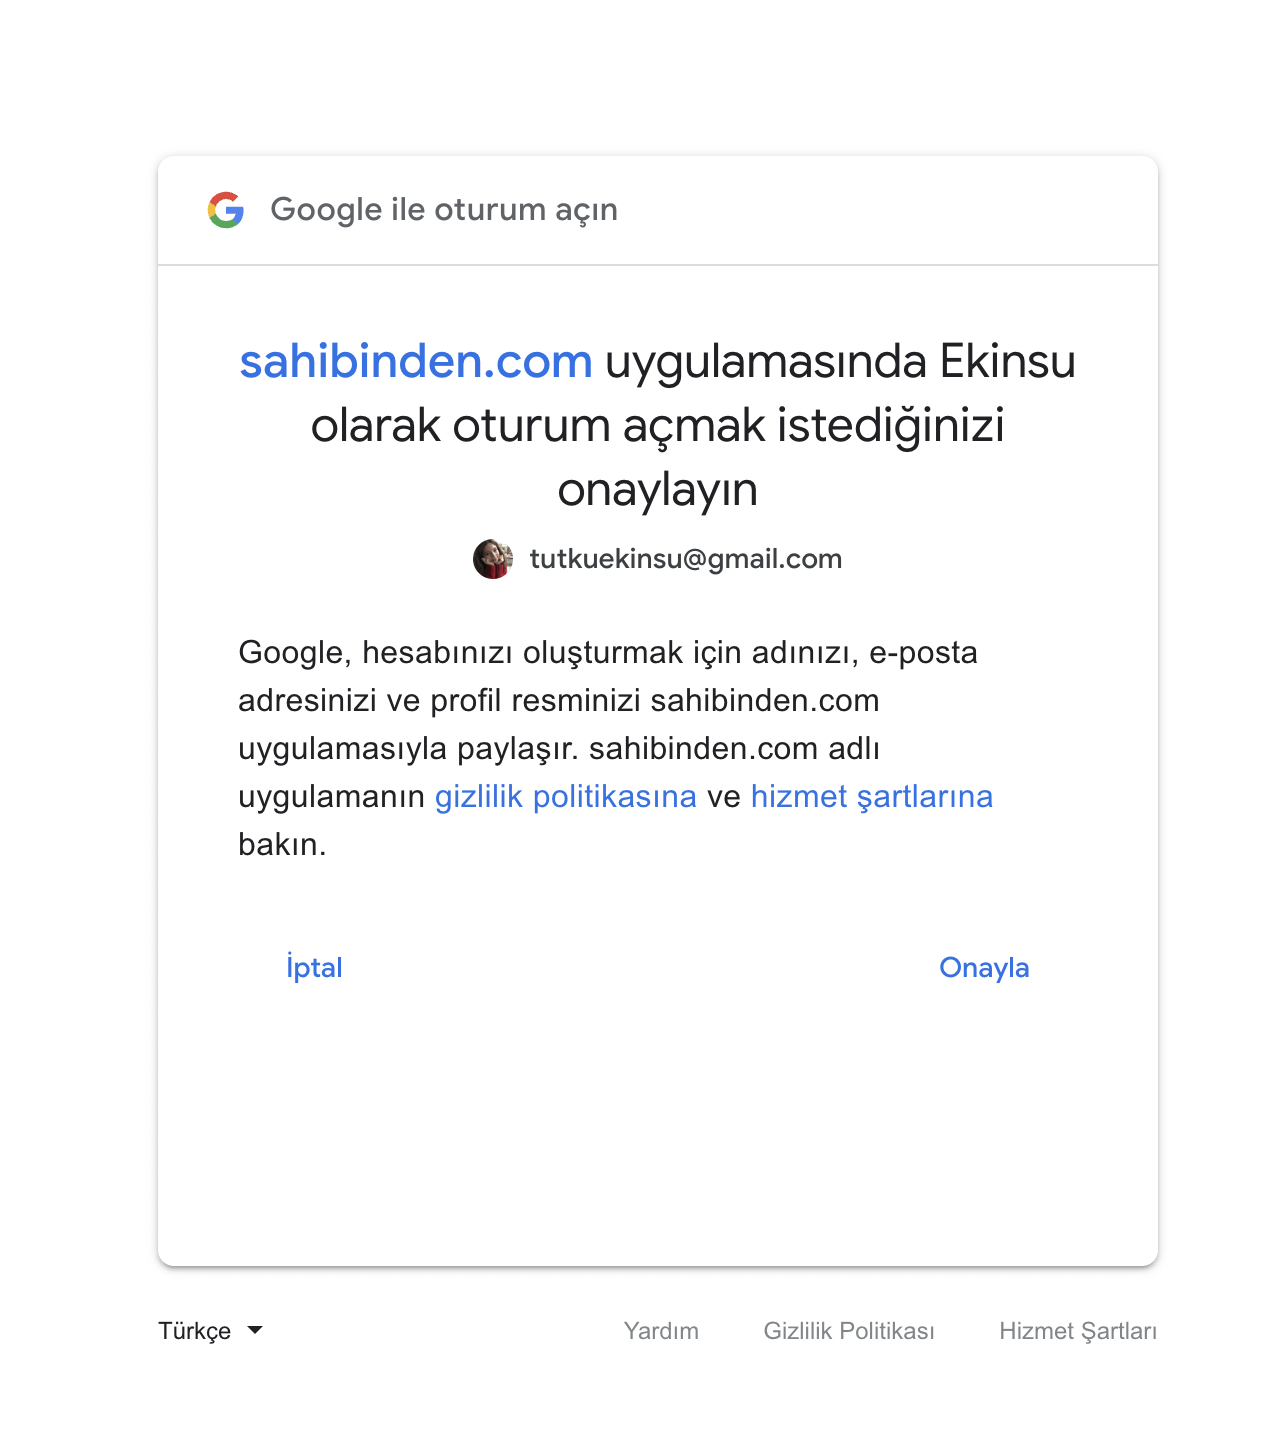 Google ile oturum açın
sahibinden.com uygulamasında Ekinsu
olarak oturum açmak istediğinizi
onaylayın
tutkuekinsu@gmail.com
Google, hesabınızı oluşturmak için adınızı, e-posta
adresinizi ve profil resminizi sahibinden.com
uygulamasıyla paylaşır. sahibinden.com adlı
uygulamanın gizlilik politikasına ve hizmet şartlarına
bakın.
İptal Onayla
Türkçe Yardım Gizlilik Politikası Hizmet Şartları